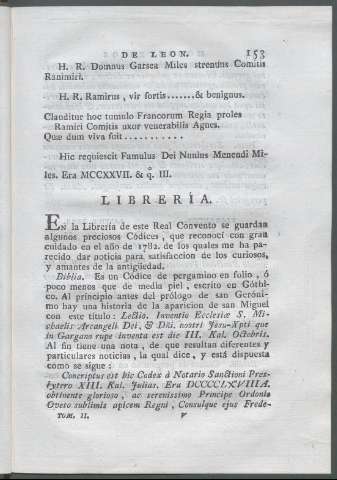 DE LEON. 153
H. R. Domnus Garsea Miles strenuus Comitis
Ranimiri.
H. R. Ramirus, vir fortis.......& benignus.
Clauditur hoc tumulo Francorum Regia proles
Ramici Comitis uxor venerabilis Agnes.
Quæ dum viva fuit...........
Hic requiescit Famulus Dei Nunius Menendi Mi-
les. Era MCCXXVII. & q.º III.
LIBRERÍA.
EN la Librería de este Real Convento se guardan
algunos preciosos Códices, que reconocí con gran
cuidado en el año de 1782. de los quales me ha pa-
recido dar noticia para satisfaccion de los curiosos,
y amantes de la antigüedad.
Biblia. Es un Códice de pergamino en folio, ó
poco menos que de media piel, escrito en Góthi-
co. Al principio antes del prólogo de san Geróni-
mo hay una historia de la aparicion de san Miguel
con este título: Lectio. Inventio Ecclesiæ S. Mi-
chaelis Arcangeli Dei, & Dni. nostri Jesu-Xpti que
in Gargano rupe inventa est die III. Kal. Octobris.
Al fin tiene una nota, de que resultan diferentes y
particulares noticias, la qual dice, y está dispuesta
como se sigue:
Conscriptus est hic Codex á Notario Sanctioni Pres-
bytero XIII. Kal. Julias. Era DCCCCLXVIIIA.
obtinente glorioso, ac serenissimo Principe Ordonio
Oveto sublimis apicem Regni, Consulque ejus Frede-
TOM. II. V